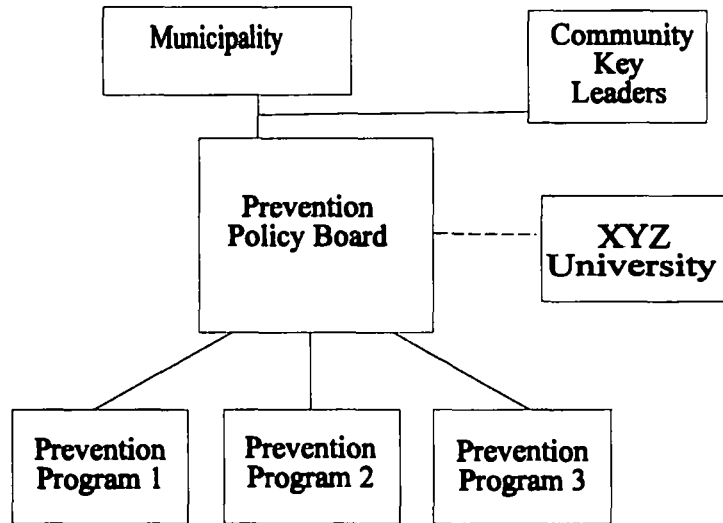 Municipality
Community
Key
Leaders
Prevention
Policy Board
XYZ
University
Prevention
Program 1
Prevention
Program 2
Prevention
Program 3